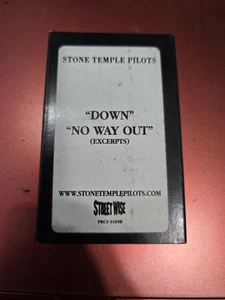 STONE TEMPLE PILOTS
“DOWN”
“NO WAY OUT”
(EXCERPTS)
WWW.STONETEMPLEPILOTS.COM
STREET WISE